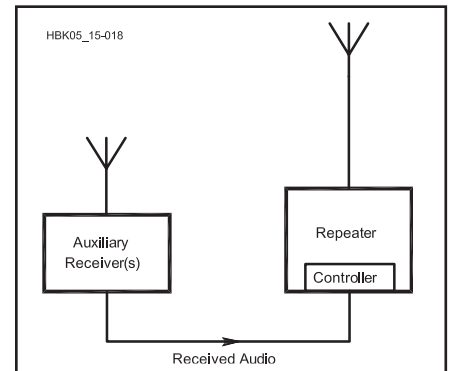 HBK05_15-018
Auxiliary
Receiver(s)
Repeater
Controller
Received Audio